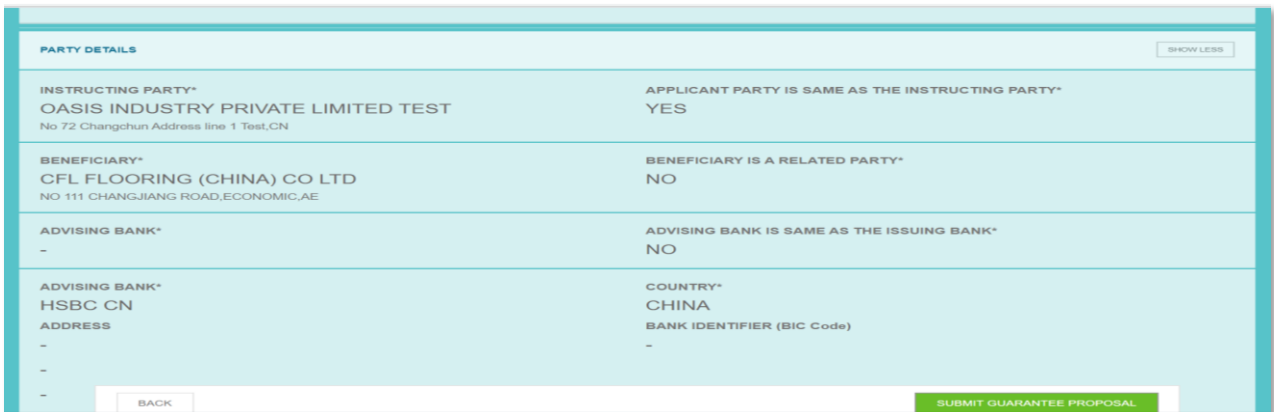 PARTY DETAILS
SHOW LESS
INSTRUCTING PARTY*
APPLICANT PARTY IS SAME AS THE INSTRUCTING PARTY*
OASIS INDUSTRY PRIVATE LIMITED TEST
YES
No 72 Changchun Address line 1 Test,CN
BENEFICIARY*
BENEFICIARY IS A RELATED PARTY*
CFL FLOORING (CHINA) CO LTD
NO
NO 111 CHANGJIANG ROAD,ECONOMIC,AE
ADVISING BANK*
ADVISING BANK IS SAME AS THE ISSUING BANK*
-
NO
ADVISING BANK*
COUNTRY*
HSBC CN
CHINA
ADDRESS
BANK IDENTIFIER (BIC Code)
-
-
-
-
BACK
SUBMIT GUARANTEE PROPOSAL